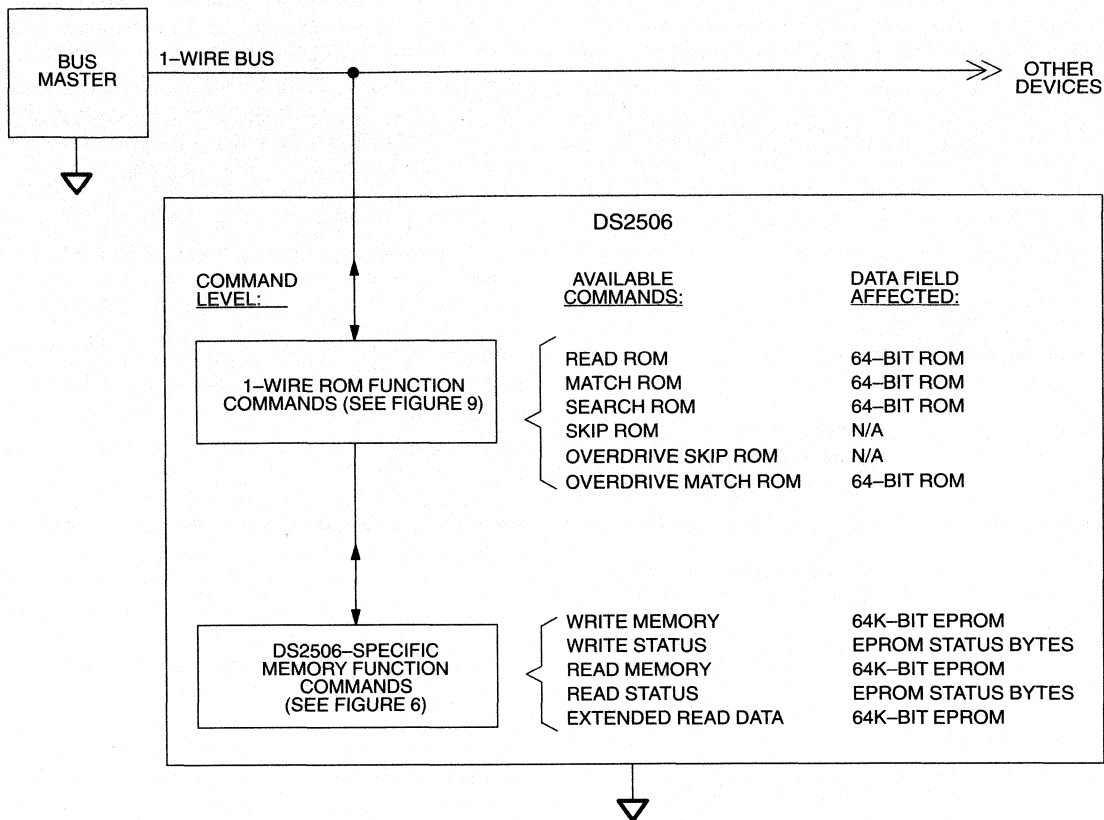 BUS
MASTER
1–WIRE BUS
OTHER
DEVICES
DS2506
COMMAND
LEVEL:
AVAILABLE
COMMANDS:
DATA FIELD
AFFECTED:
1–WIRE ROM FUNCTION
COMMANDS (SEE FIGURE 9)
READ ROM 64–BIT ROM
MATCH ROM 64–BIT ROM
SEARCH ROM 64–BIT ROM
SKIP ROM N/A
OVERDRIVE SKIP ROM N/A
OVERDRIVE MATCH ROM 64–BIT ROM
DS2506–SPECIFIC
MEMORY FUNCTION
COMMANDS
(SEE FIGURE 6)
WRITE MEMORY 64K–BIT EPROM
WRITE STATUS EPROM STATUS BYTES
READ MEMORY 64K–BIT EPROM
READ STATUS EPROM STATUS BYTES
EXTENDED READ DATA 64K–BIT EPROM